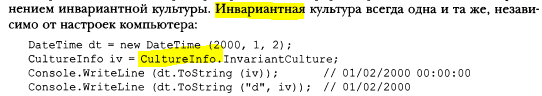 нением инвариантной культуры. Инвариантная культура всегда одна и та же, незави-
симо от настроек компьютера:
DateTime dt = new DateTime (2000, 1, 2);
CultureInfo iv = CultureInfo.InvariantCulture;
Console.WriteLine (dt.ToString (iv)); // 01/02/2000 00:00:00
Console.WriteLine (dt.ToString ("d", iv)); // 01/02/2000